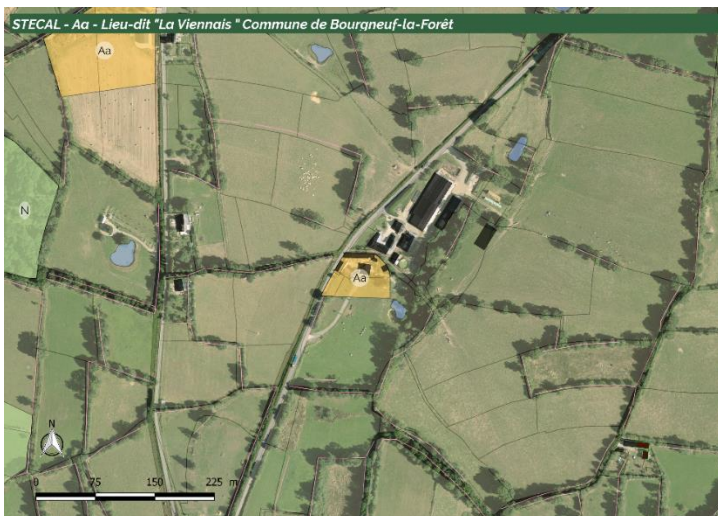 STECAL - Aa - Lieu-dit "La Viennais " Commune de Bourgneuf-la-Forêt
Aa
N
Aa
N
0 75 150 225 m